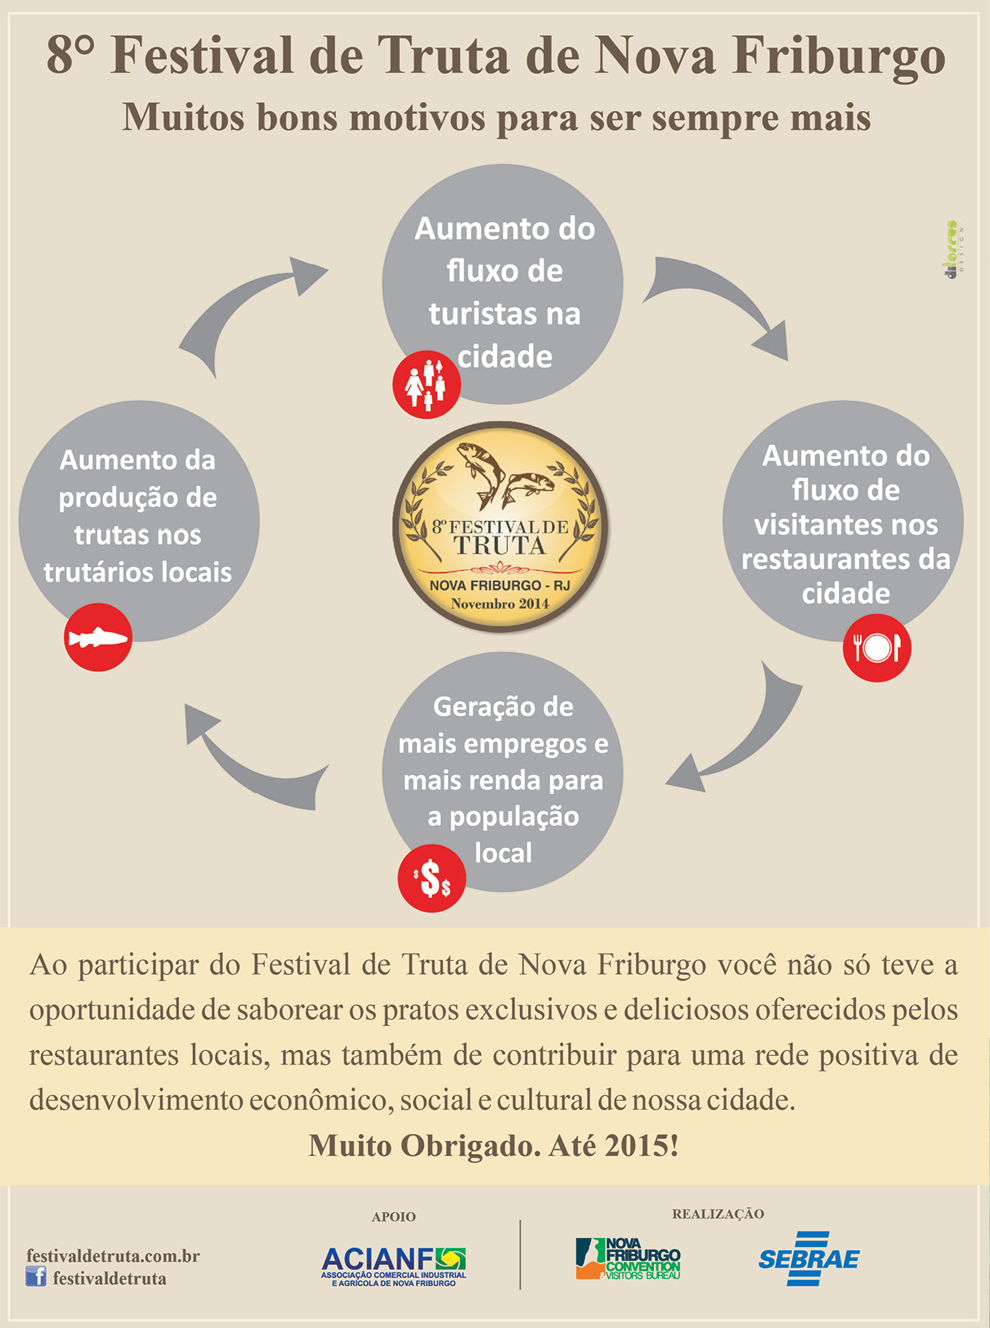 8° Festival de Truta de Nova Friburgo
Muitos bons motivos para ser sempre mais
Aumento do
fluxo de
turistas na
cidade
diferrus
DESIGN
Aumento da
produção de
trutas nos
trutários locais
8º FESTIVAL DE
TRUTA
NOVA FRIBURGO - RJ
Novembro 2014
Aumento do
fluxo de
visitantes nos
restaurantes da
cidade
Geração de
mais empregos e
mais renda para
a população
local
$ $ $
Ao participar do Festival de Truta de Nova Friburgo você não só teve a
oportunidade de saborear os pratos exclusivos e deliciosos oferecidos pelos
restaurantes locais, mas também de contribuir para uma rede positiva de
desenvolvimento econômico, social e cultural de nossa cidade.
Muito Obrigado. Até 2015!
festivaldetruta.com.br
f festivaldetruta
APOIO
ACIANF
ASSOCIAÇÃO COMERCIAL INDUSTRIAL
E AGRÍCOLA DE NOVA FRIBURGO
REALIZAÇÃO
NOVA
FRIBURGO
CONVENTION
&VISITORS BUREAU
SEBRAE